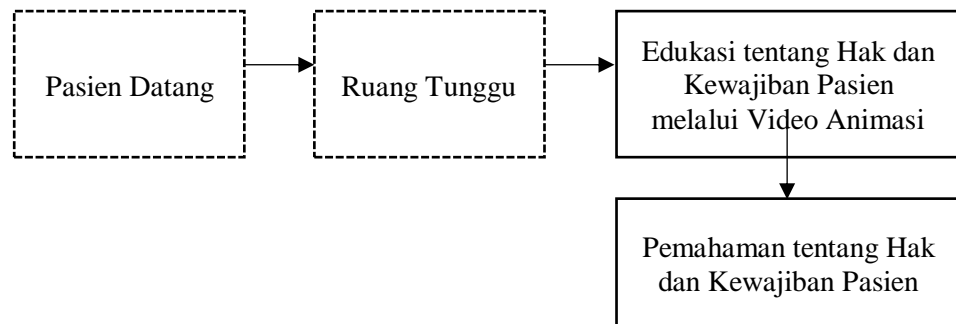 Pasien Datang
Ruang Tunggu
Edukasi tentang Hak dan
Kewajiban Pasien
melalui Video Animasi
Pemahaman tentang Hak
dan Kewajiban Pasien